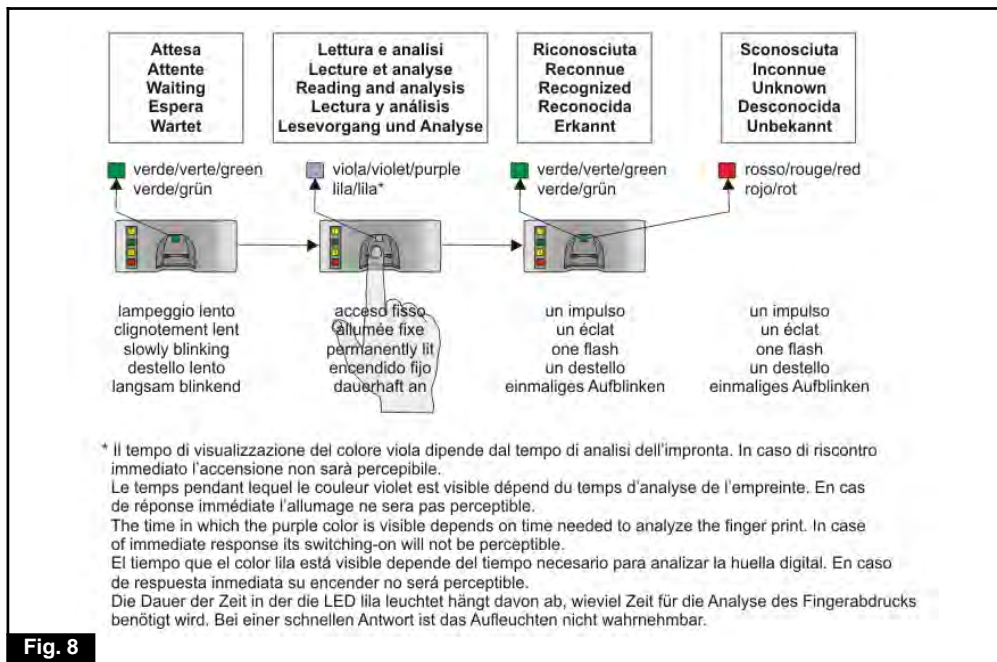 Attesa
Attente
Waiting
Espera
Wartet
Lettura e analisi
Lecture et analyse
Reading and analysis
Lectura y análisis
Lesevorgang und Analyse
Riconosciuta
Reconnue
Recognized
Reconocida
Erkannt
Sconosciuta
Inconnue
Unknown
Desconocida
Unbekannt
verde/verte/green
verde/grün
viola/violet/purple
lila/lila*
verde/verte/green
verde/grün
rosso/rouge/red
rojo/rot
lampeggio lento
clignotement lent
slowly blinking
destello lento
langsam blinkend
acceso fisso
allumée fixe
permanently lit
encendido fijo
dauerhaft an
un impulso
un éclat
one flash
un destello
einmaliges Aufblinken
un impulso
un éclat
one flash
un destello
einmaliges Aufblinken
* Il tempo di visualizzazione del colore viola dipende dal tempo di analisi dell'impronta. In caso di riscontro
immediato l'accensione non sarà percepibile.
Le temps pendant lequel le couleur violet est visible dépend du temps d'analyse de l'empreinte. En cas
de réponse immédiate l'allumage ne sera pas perceptible.
The time in which the purple color is visible depends on time needed to analyze the finger print. In case
of immediate response its switching-on will not be perceptible.
El tiempo que el color lila está visible depende del tiempo necesario para analizar la huella digital. En caso
de respuesta inmediata su encender no será perceptible.
Die Dauer der Zeit in der die LED lila leuchtet hängt davon ab, wieviel Zeit für die Analyse des Fingerabdrucks
benötigt wird. Bei einer schnellen Antwort ist das Aufleuchten nicht wahrnehmbar.
Fig. 8